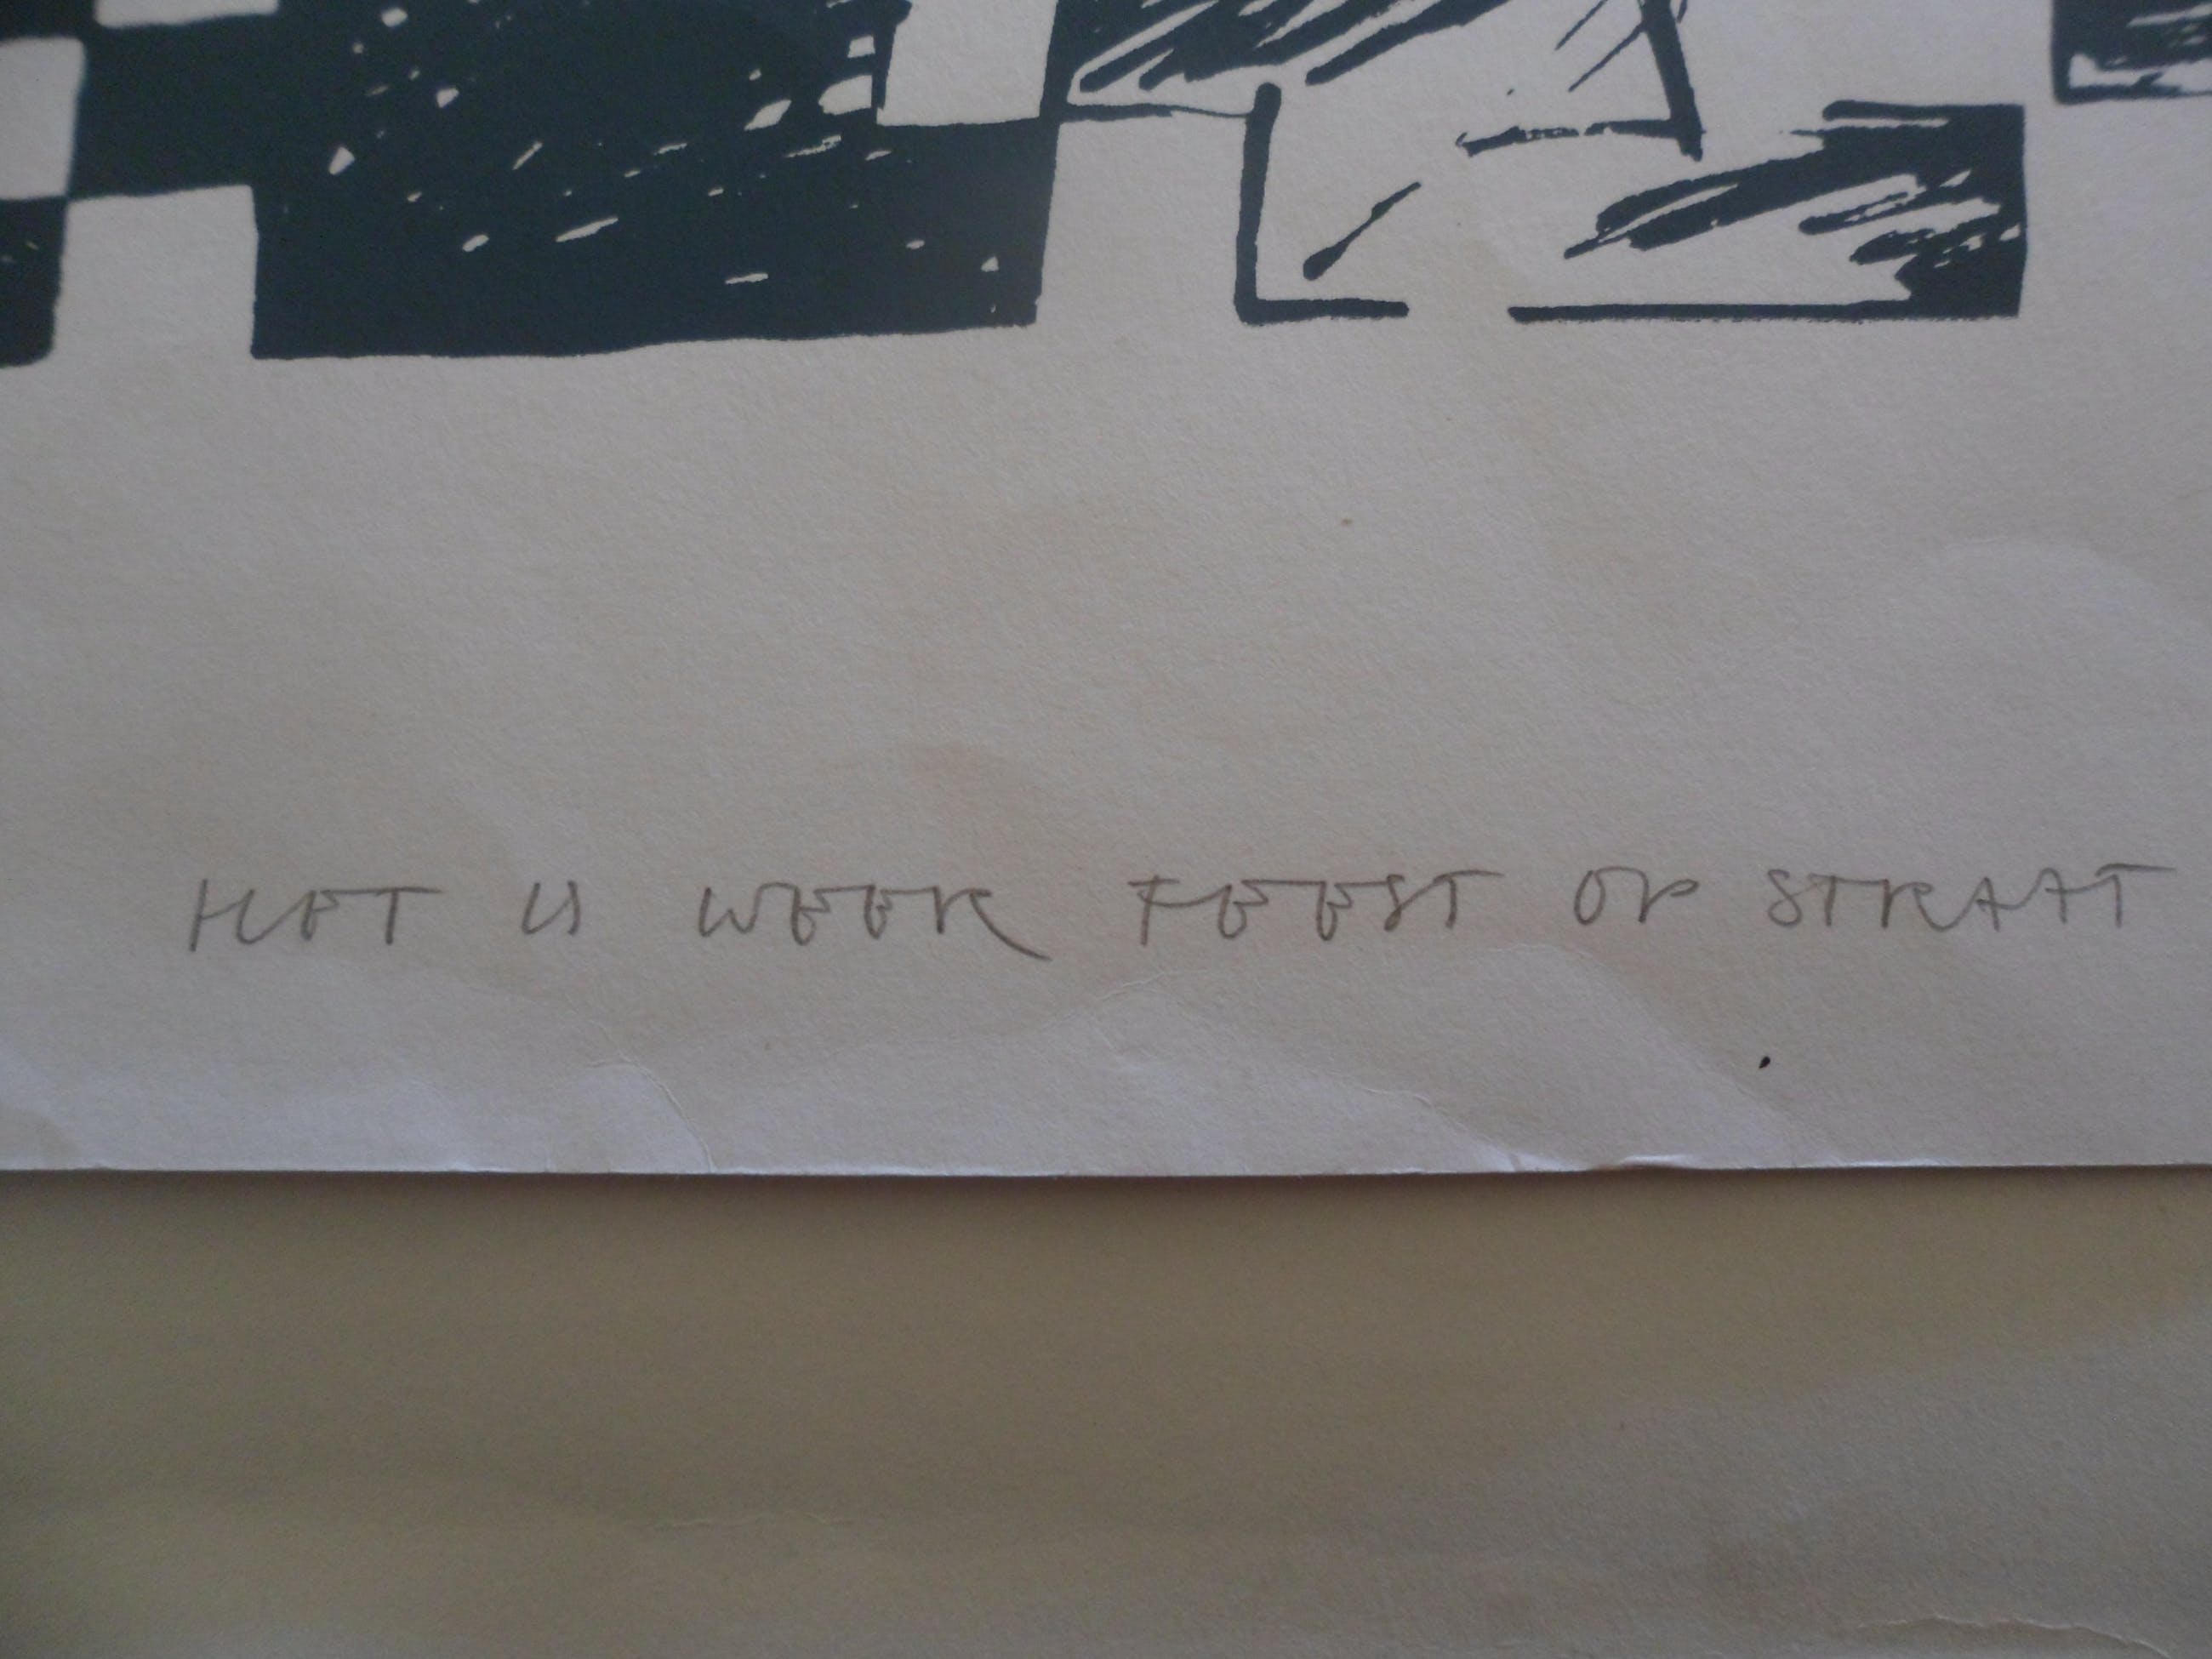 HET IS WEER FEEST OP STRAAT